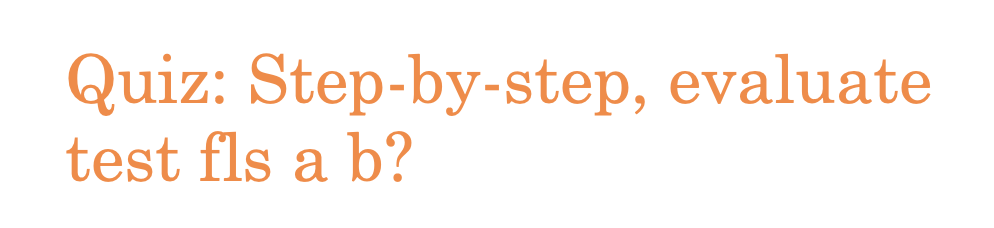 Quiz: Step-by-step, evaluate
test fls a b?